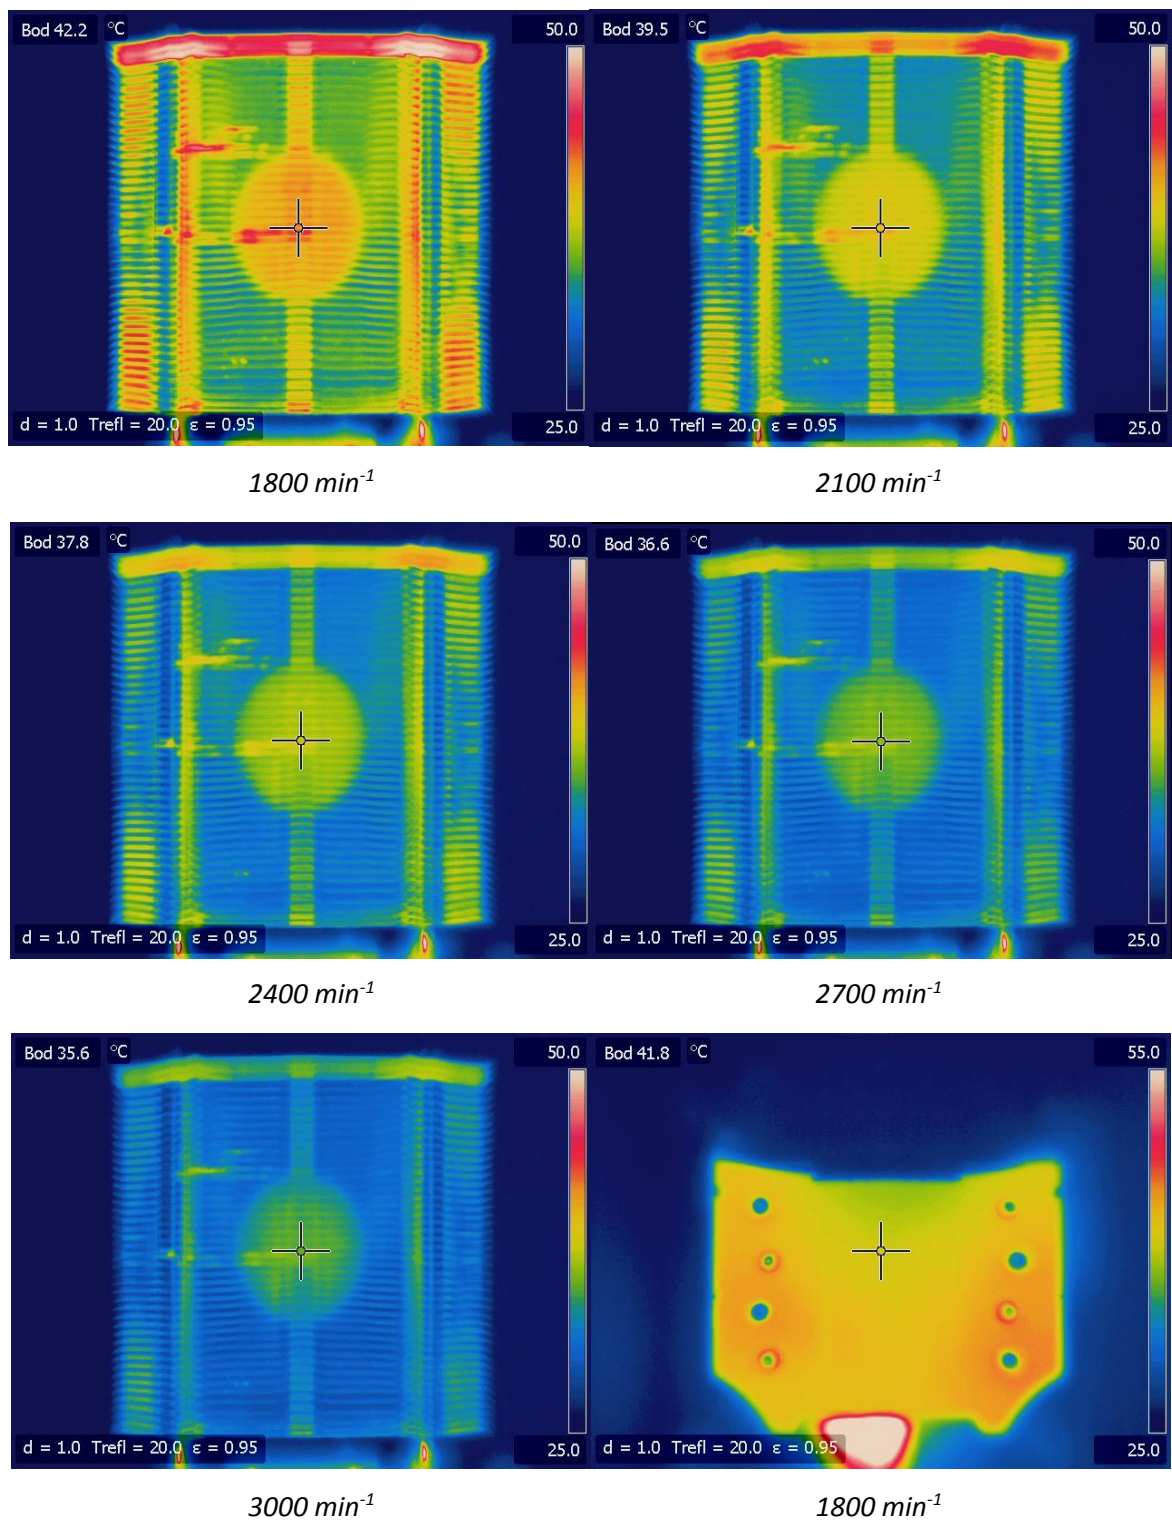 Bod 42.2 °C 50.0
d = 1.0 Trefl = 20.0 ε = 0.95 25.0
1800 min-1
Bod 39.5 °C 50.0
d = 1.0 Trefl = 20.0 ε = 0.95 25.0
2100 min-1
Bod 37.8 °C 50.0
d = 1.0 Trefl = 20.0 ε = 0.95 25.0
2400 min-1
Bod 36.6 °C 50.0
d = 1.0 Trefl = 20.0 ε = 0.95 25.0
2700 min-1
Bod 35.6 °C 50.0
d = 1.0 Trefl = 20.0 ε = 0.95 25.0
3000 min-1
Bod 41.8 °C 55.0
d = 1.0 Trefl = 20.0 ε = 0.95 25.0
1800 min-1